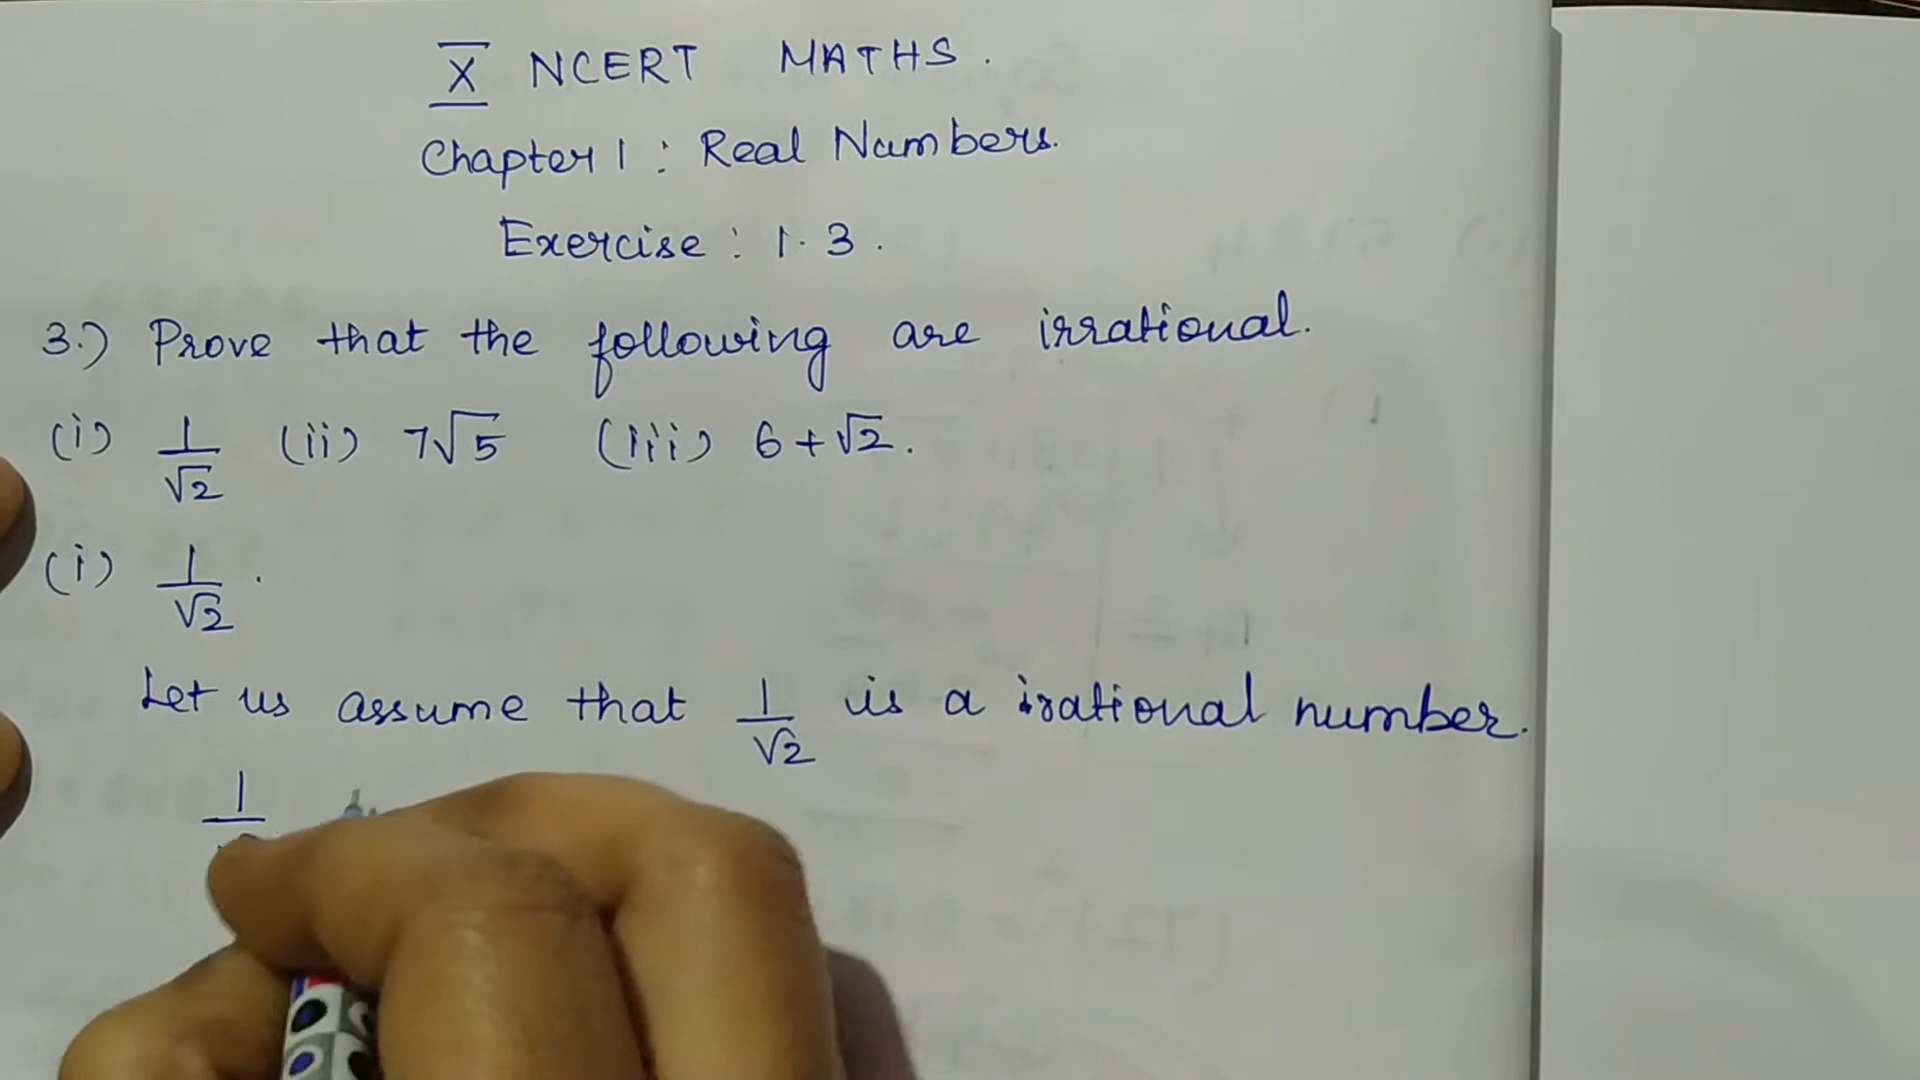 X NCERT MATHS.
Chapter 1 : Real Numbers.
Exercise : 1.3.
3.) Prove that the following are irrational.
(i) 1/√2 (ii) 7√5 (iii) 6+√2.
(i) 1/√2.
Let us assume that 1/√2 is a irational number.
1